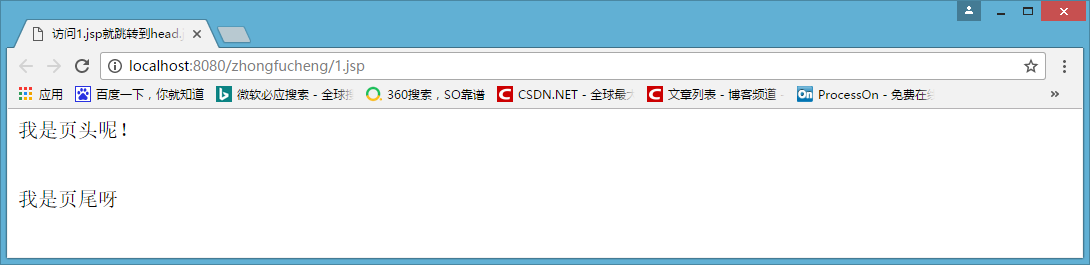 访问1.jsp就跳转到head.j
localhost:8080/zhongfucheng/1.jsp
应用 百度一下，你就知道 微软必应搜索 - 全球搜 360搜索，SO靠谱 CSDN.NET - 全球最大 文章列表 - 博客频道 - ProcessOn - 免费在线 »
我是页头呢！
我是页尾呀